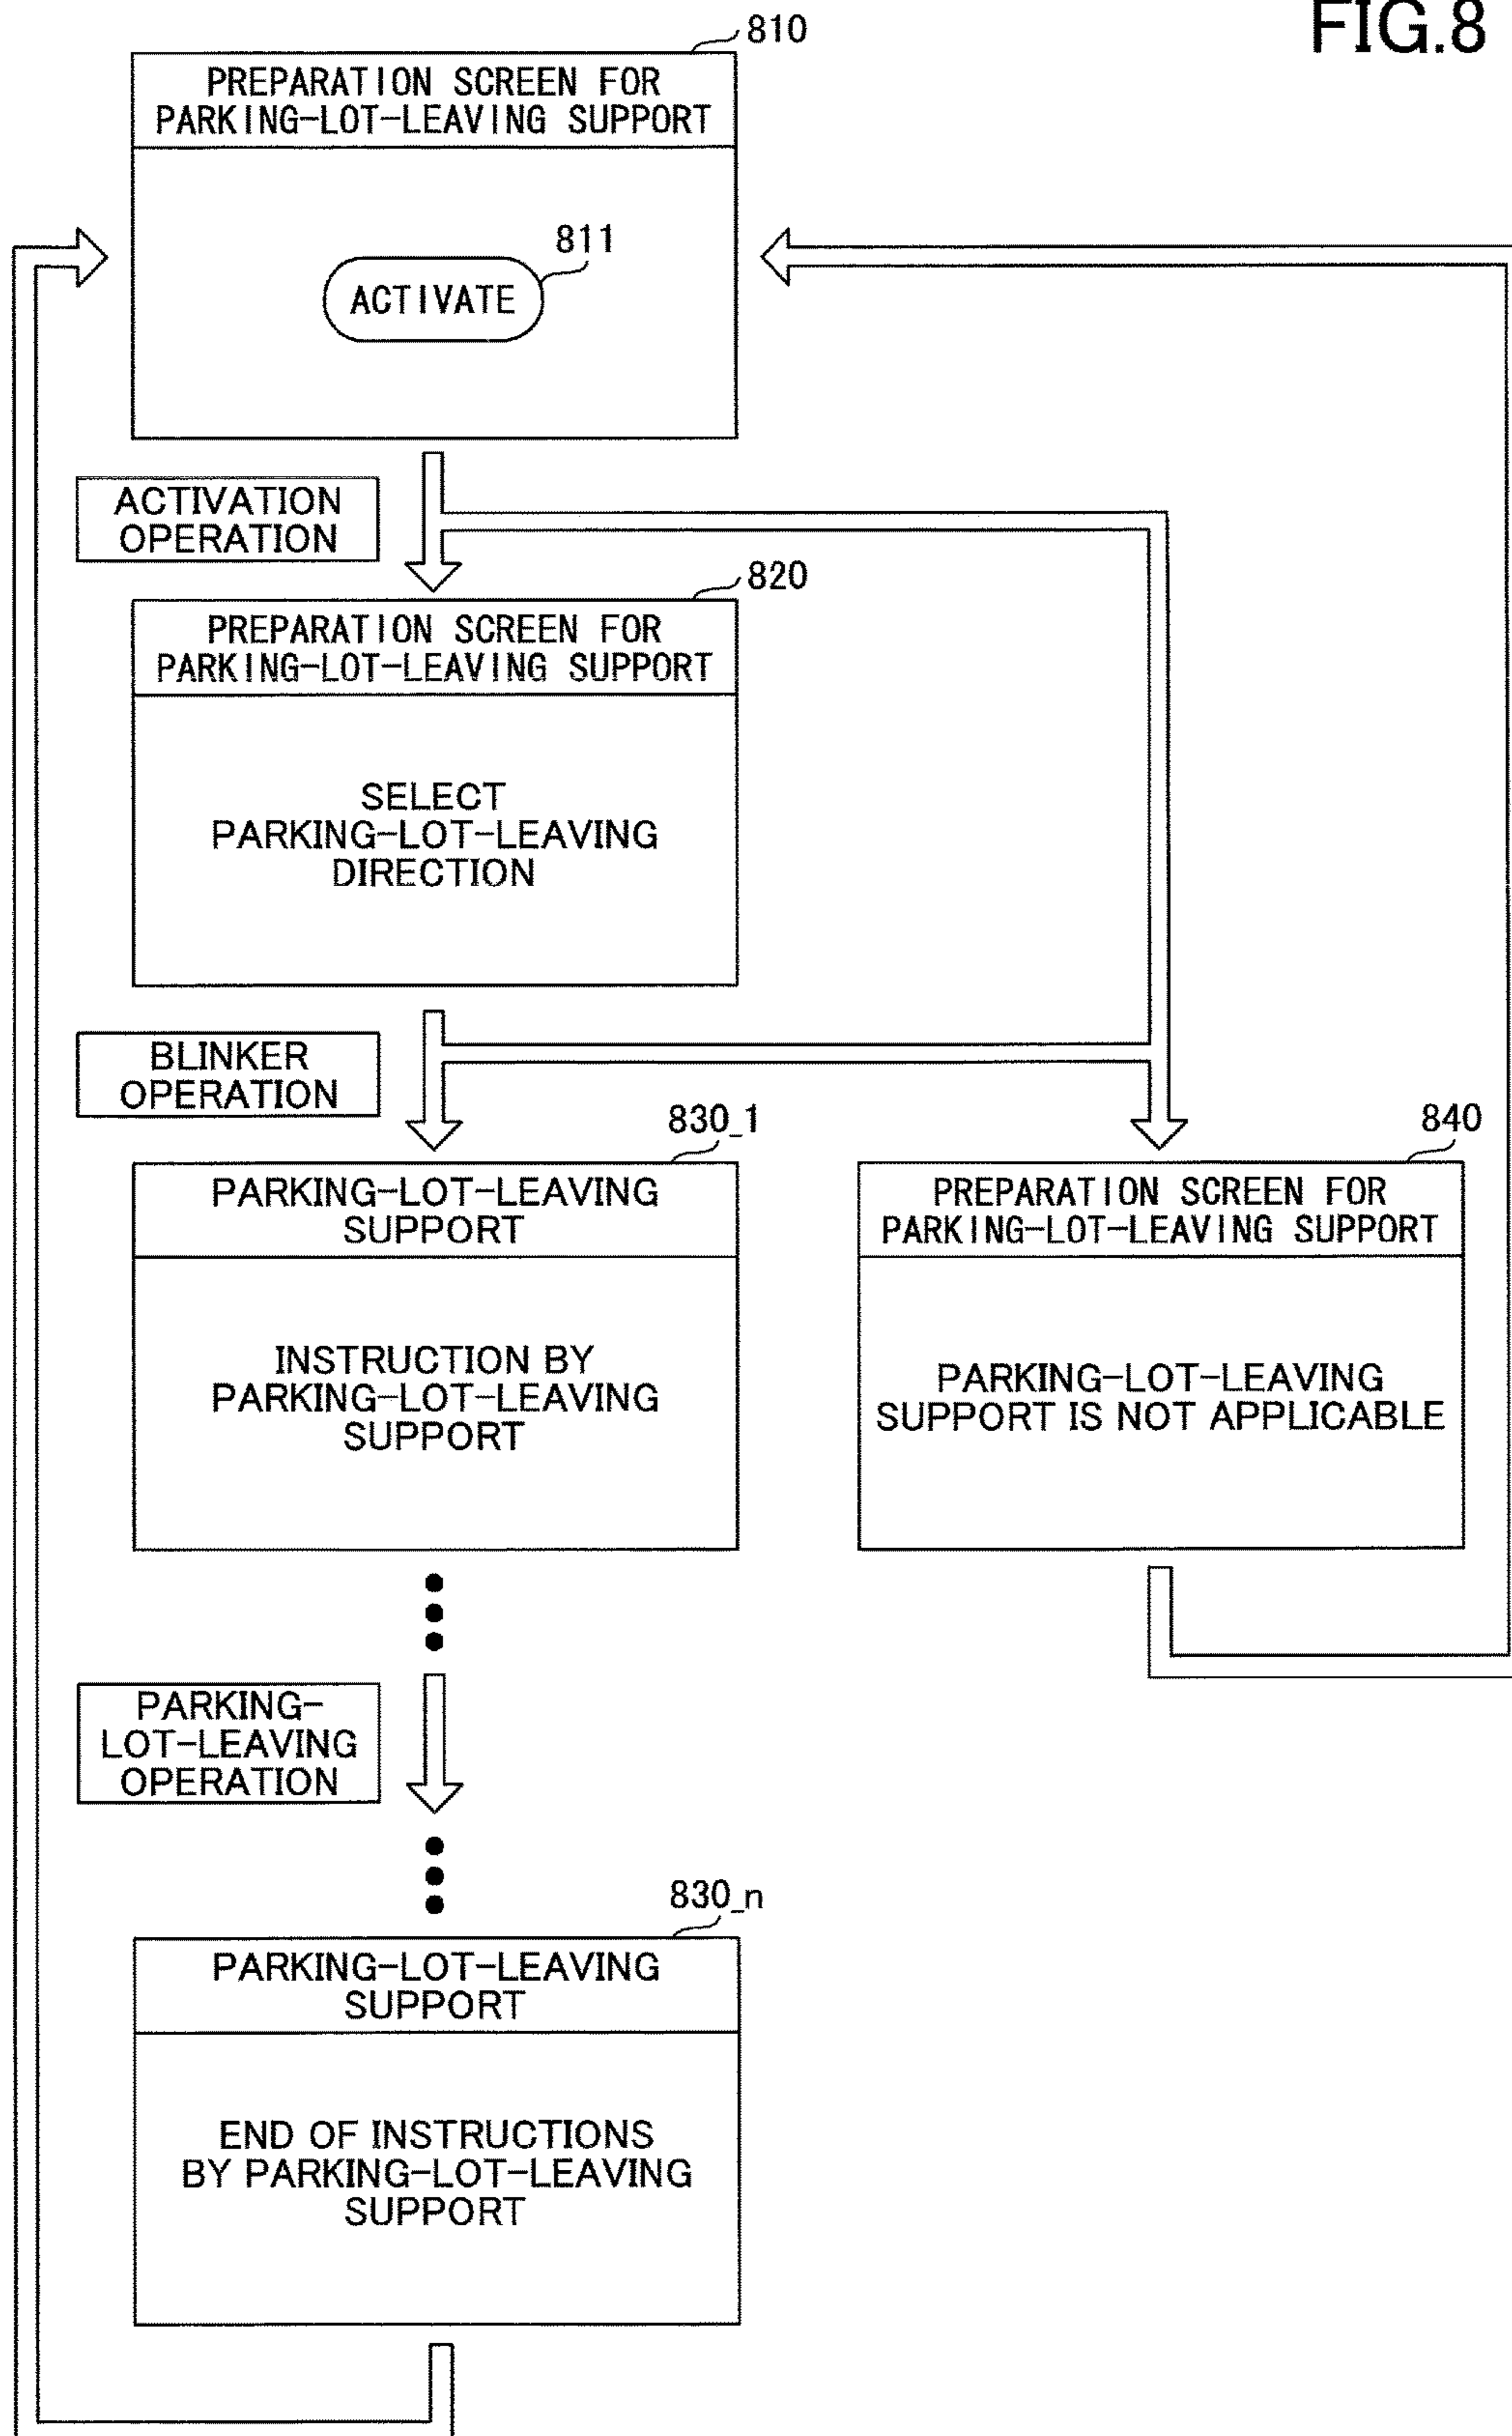 FIG.8
810
PREPARATION SCREEN FOR
PARKING-LOT-LEAVING SUPPORT
811
ACTIVATE
ACTIVATION
OPERATION
820
PREPARATION SCREEN FOR
PARKING-LOT-LEAVING SUPPORT
SELECT
PARKING-LOT-LEAVING
DIRECTION
BLINKER
OPERATION
830_1
PARKING-LOT-LEAVING
SUPPORT
INSTRUCTION BY
PARKING-LOT-LEAVING
SUPPORT
840
PREPARATION SCREEN FOR
PARKING-LOT-LEAVING SUPPORT
PARKING-LOT-LEAVING
SUPPORT IS NOT APPLICABLE
PARKING-
LOT-LEAVING
OPERATION
830_n
PARKING-LOT-LEAVING
SUPPORT
END OF INSTRUCTIONS
BY PARKING-LOT-LEAVING
SUPPORT